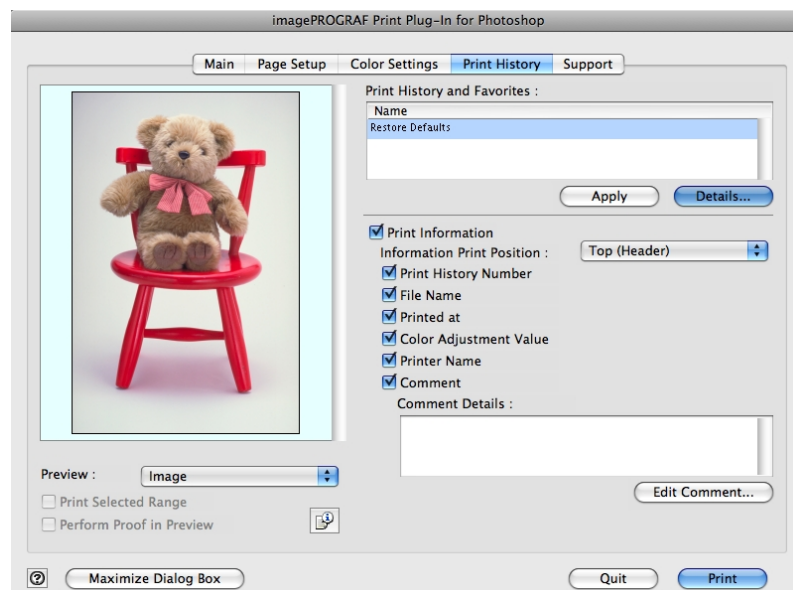 imagePROGRAF Print Plug-In for Photoshop
Main Page Setup Color Settings Print History Support
Print History and Favorites :
Name
Restore Defaults
Apply Details...
Print Information
Information Print Position : Top (Header)
Print History Number
File Name
Printed at
Color Adjustment Value
Printer Name
Comment
Comment Details :
Edit Comment...
Preview : Image
Print Selected Range
Perform Proof in Preview
? Maximize Dialog Box Quit Print